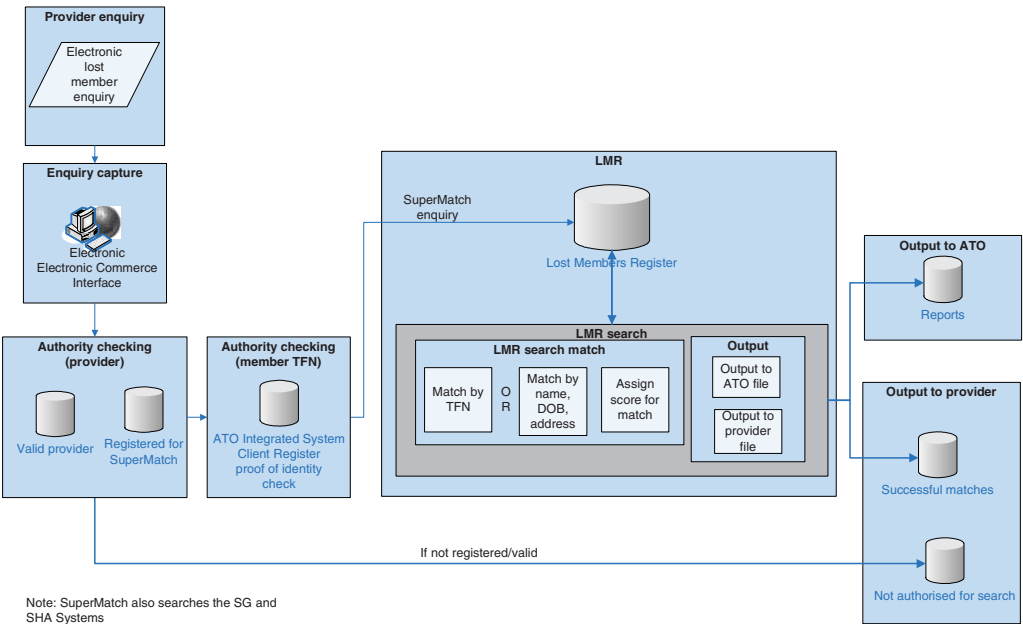 Provider enquiry
Electronic
lost
member
enquiry
Enquiry capture
Electronic
Electronic Commerce
Interface
Authority checking
(provider)
Valid provider
Registered for
SuperMatch
Authority checking
(member TFN)
ATO Integrated System
Client Register
proof of identity
check
SuperMatch
enquiry
LMR
Lost Members Register
LMR search
LMR search match
Match by
TFN
O
R
Match by
name,
DOB,
address
Assign
score for
match
Output
Output to
ATO file
Output to
provider
file
Output to ATO
Reports
Output to provider
Successful matches
Not authorised for search
If not registered/valid
Note: SuperMatch also searches the SG and
SHA Systems